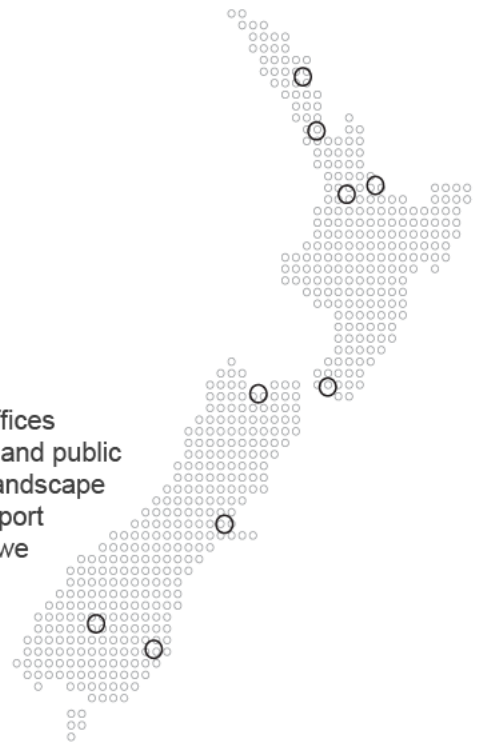 ffices
and public
andscape
port
we